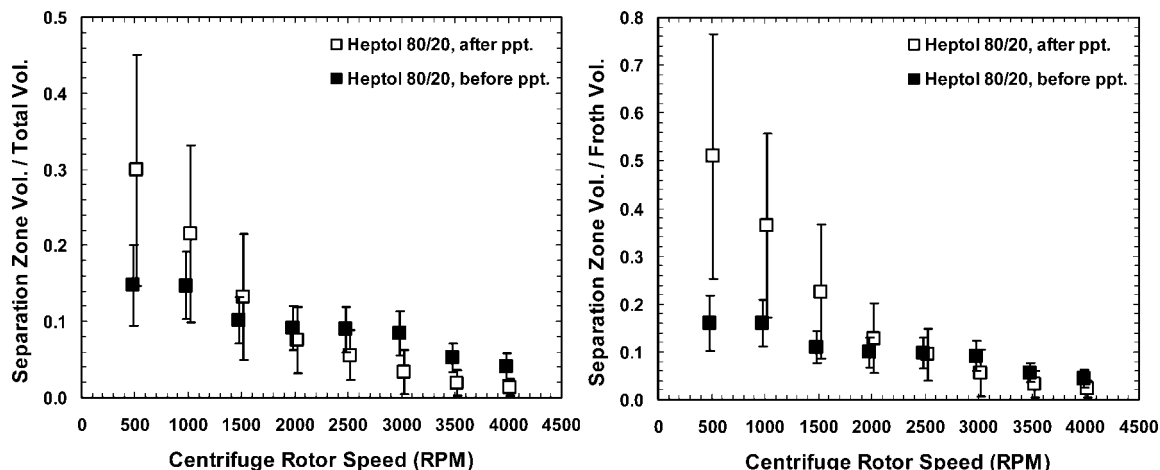 Separation Zone Vol. / Total Vol.
0.5
0.4
0.3
0.2
0.1
0.0
Heptol 80/20, after ppt.
Heptol 80/20, before ppt.
0 500 1000 1500 2000 2500 3000 3500 4000 4500
Centrifuge Rotor Speed (RPM)
Separation Zone Vol. / Froth Vol.
0.8
0.7
0.6
0.5
0.4
0.3
0.2
0.1
0.0
Heptol 80/20, after ppt.
Heptol 80/20, before ppt.
0 500 1000 1500 2000 2500 3000 3500 4000 4500
Centrifuge Rotor Speed (RPM)